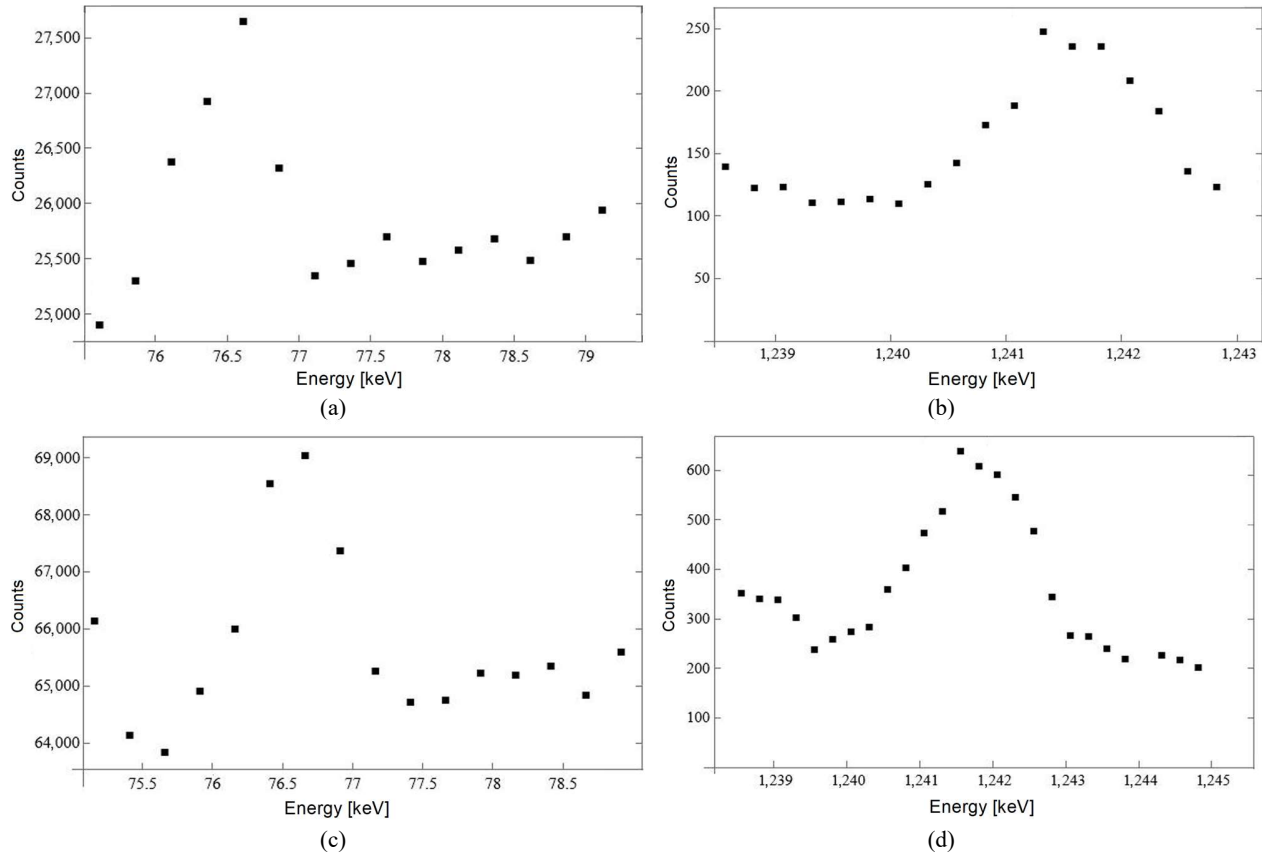 27,500
27,000
26,500
26,000
25,500
25,000
Counts
76 76.5 77 77.5 78 78.5 79
Energy [keV]
(a)
250
200
150
100
50
Counts
1,239 1,240 1,241 1,242 1,243
Energy [keV]
(b)
69,000
68,000
67,000
66,000
65,000
64,000
Counts
75.5 76 76.5 77 77.5 78 78.5
Energy [keV]
(c)
600
500
400
300
200
100
Counts
1,239 1,240 1,241 1,242 1,243 1,244 1,245
Energy [keV]
(d)